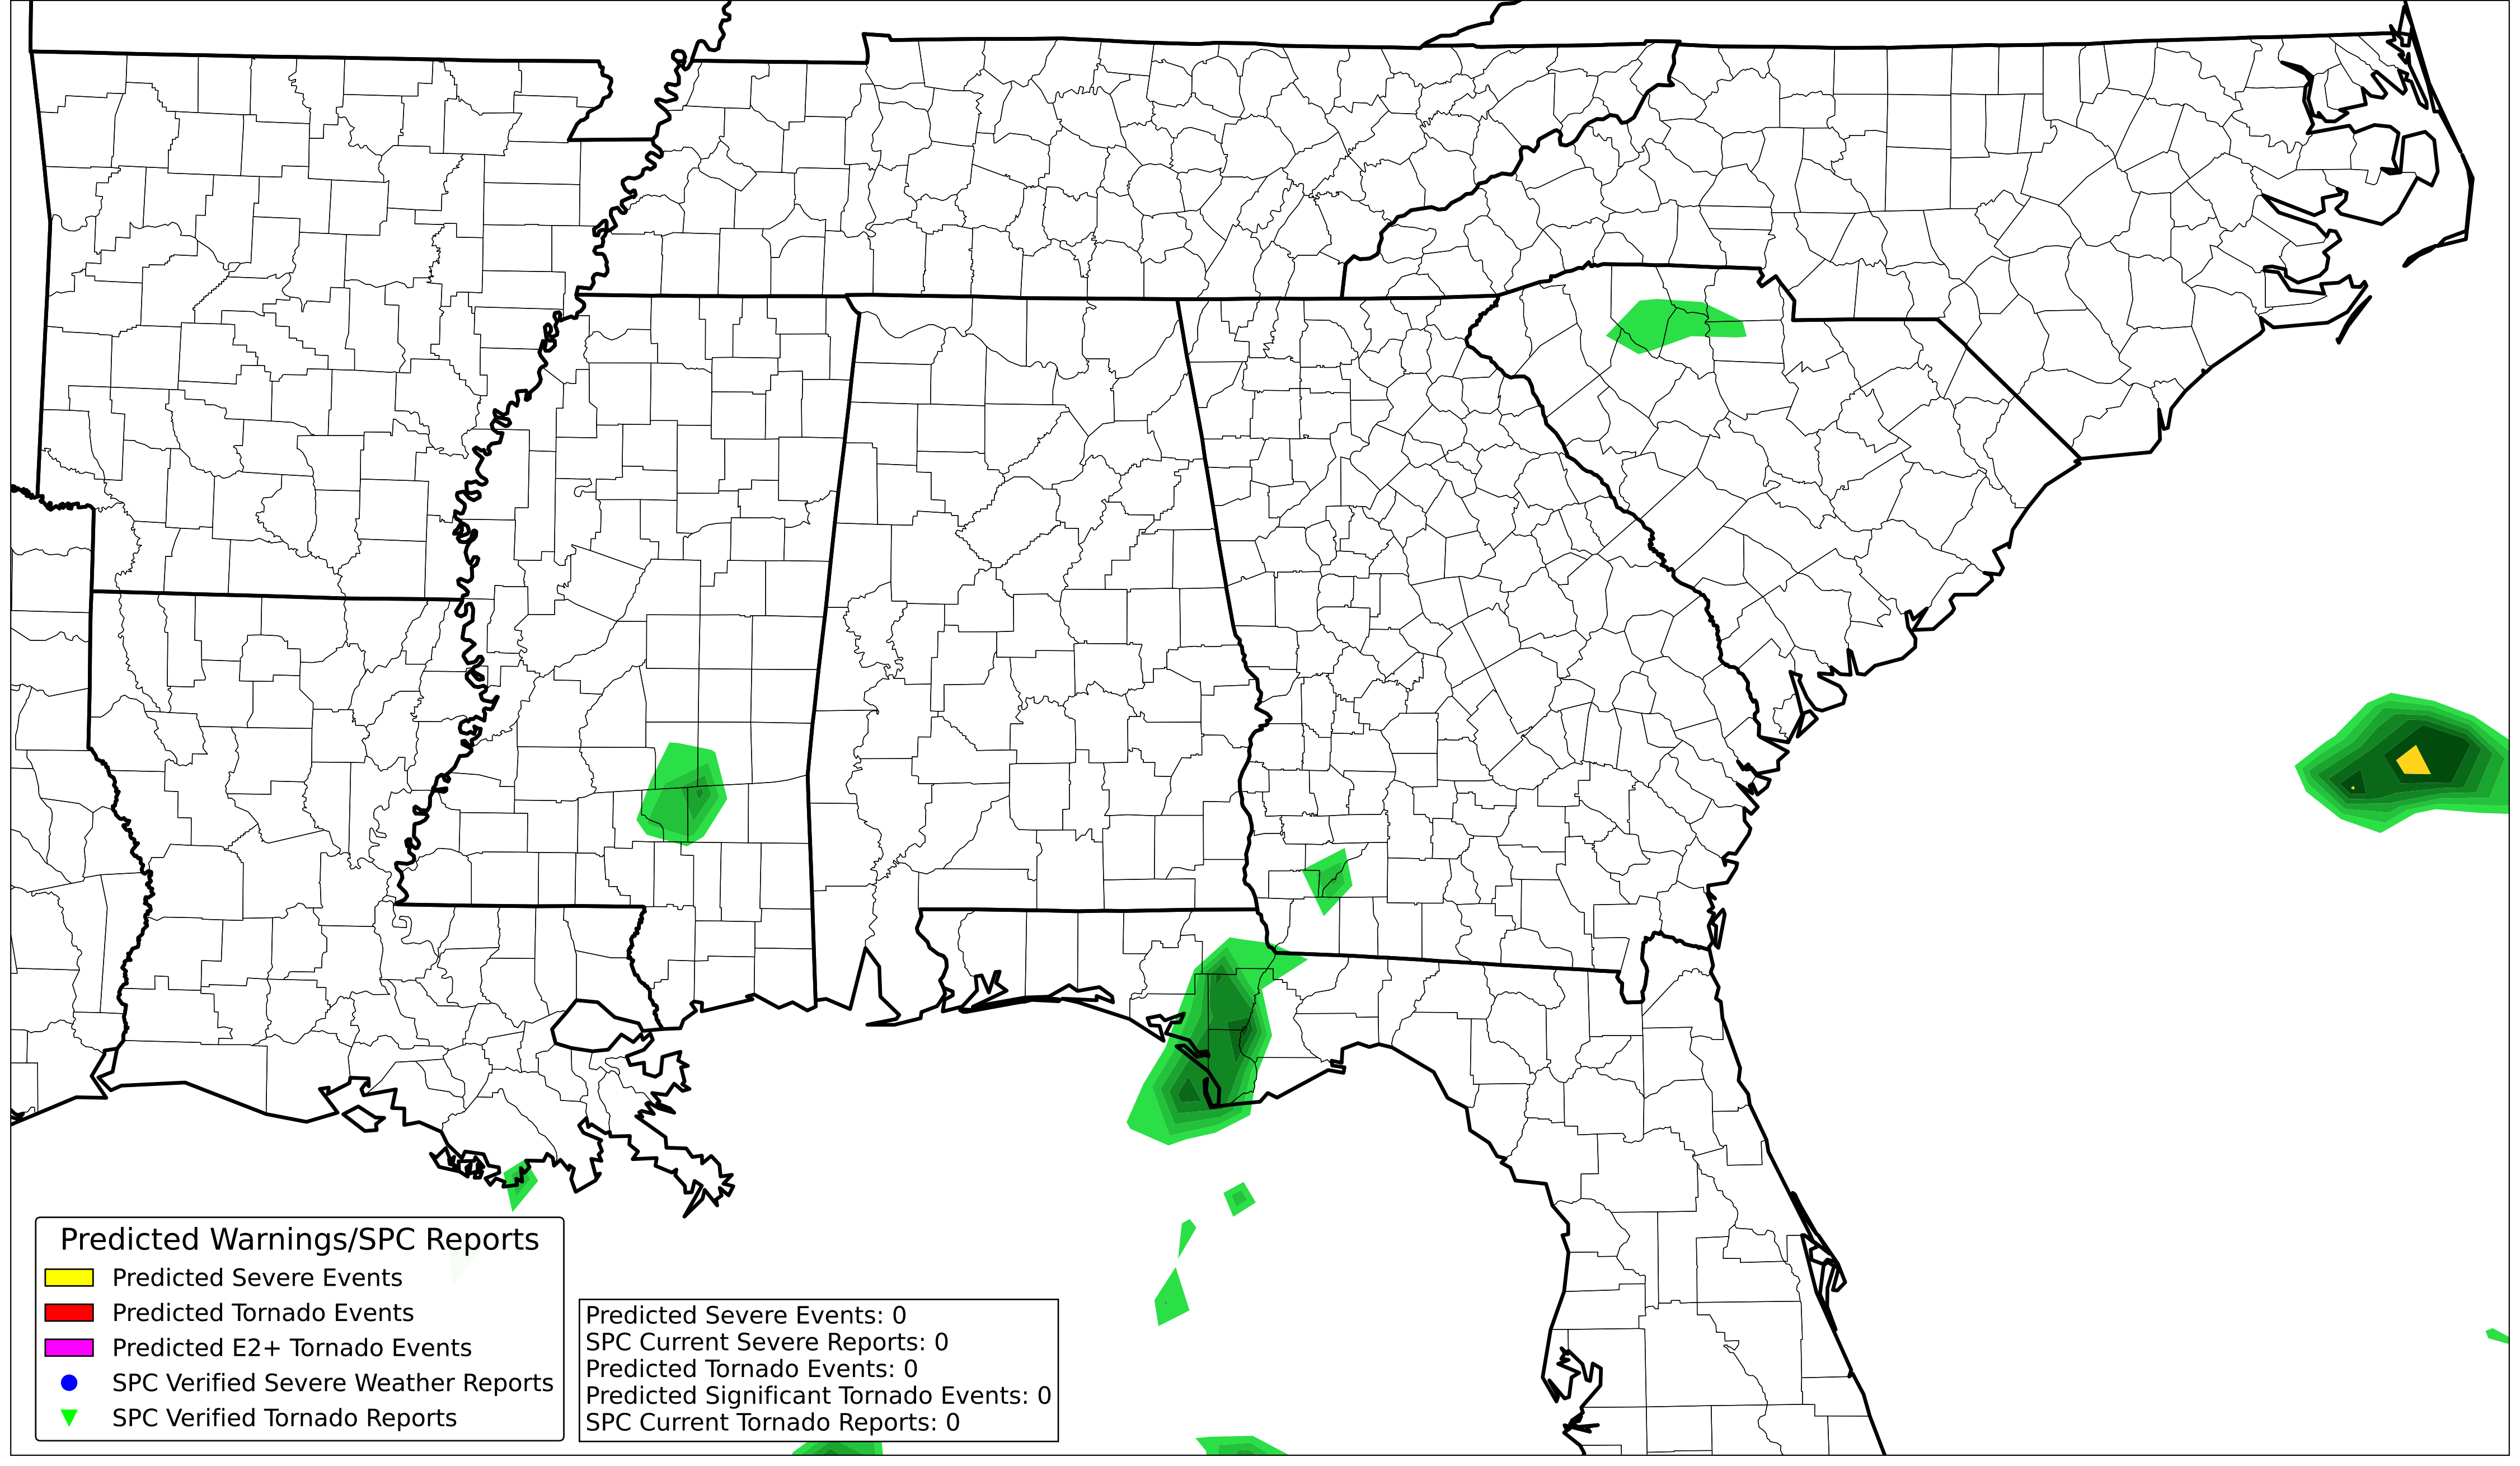 Predicted Warnings/SPC Reports
Predicted Severe Events
Predicted Tornado Events
Predicted E2+ Tornado Events
SPC Verified Severe Weather Reports
SPC Verified Tornado Reports
Predicted Severe Events: 0
SPC Current Severe Reports: 0
Predicted Tornado Events: 0
Predicted Significant Tornado Events: 0
SPC Current Tornado Reports: 0